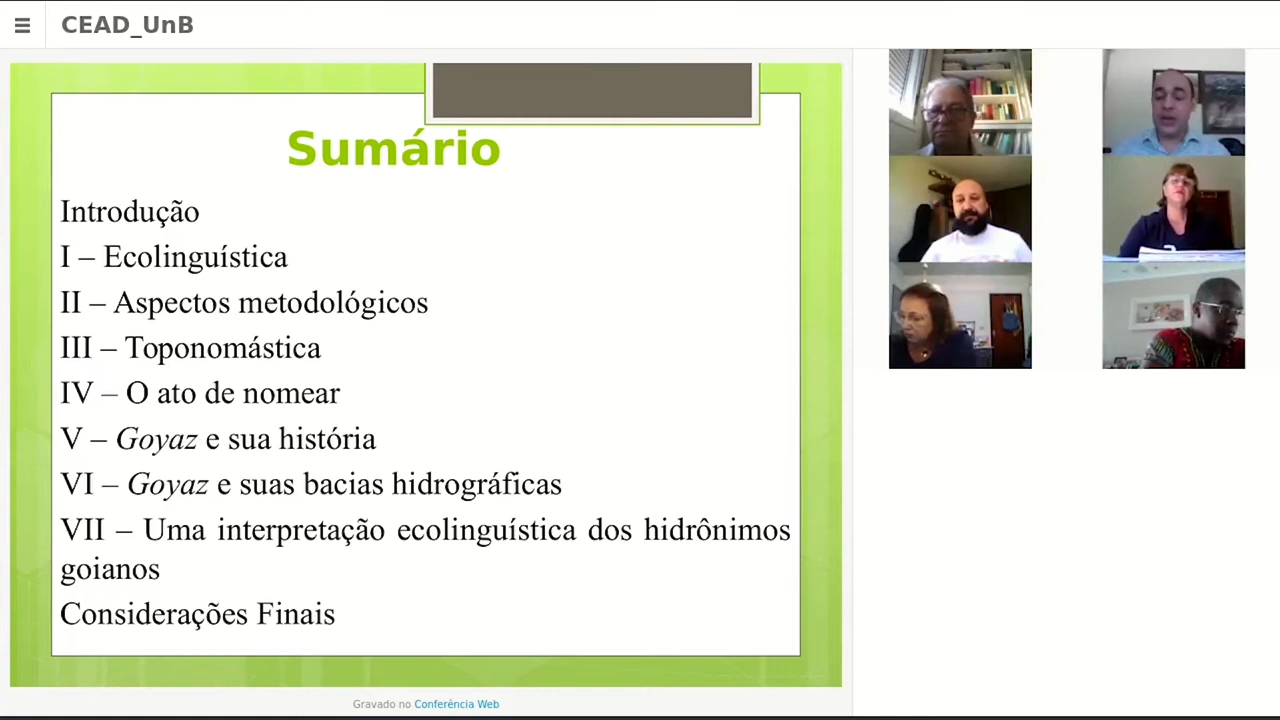 CEAD_UnB
Sumário
Introdução
I – Ecolinguística
II – Aspectos metodológicos
III – Toponomástica
IV – O ato de nomear
V – Goyaz e sua história
VI – Goyaz e suas bacias hidrográficas
VII – Uma interpretação ecolinguística dos hidrônimos
goianos
Considerações Finais
Gravado no Conferência Web